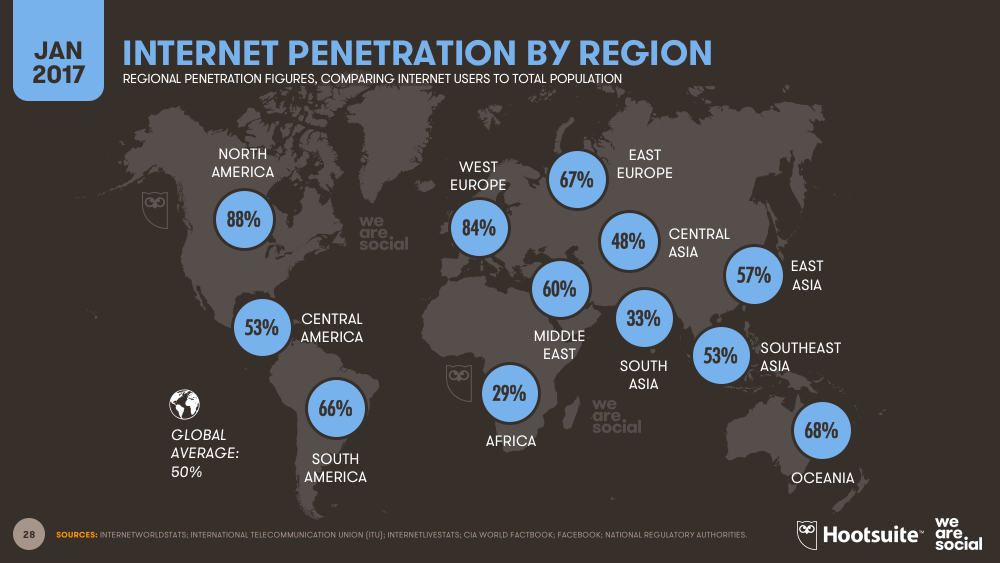 JAN
2017
INTERNET PENETRATION BY REGION
REGIONAL PENETRATION FIGURES, COMPARING INTERNET USERS TO TOTAL POPULATION
NORTH
AMERICA
88%
WEST
EUROPE
84%
67%
EAST
EUROPE
48%
CENTRAL
ASIA
57%
EAST
ASIA
60%
MIDDLE
EAST
33%
SOUTH
ASIA
53%
SOUTHEAST
ASIA
53%
CENTRAL
AMERICA
66%
SOUTH
AMERICA
29%
AFRICA
68%
OCEANIA
GLOBAL
AVERAGE:
50%
we
are
social
we
are
social
28
SOURCES: INTERNETWORLDSTATS; INTERNATIONAL TELECOMMUNICATION UNION (ITU); INTERNETLIVESTATS; CIA WORLD FACTBOOK; FACEBOOK; NATIONAL REGULATORY AUTHORITIES.
Hootsuite™
we
are
social